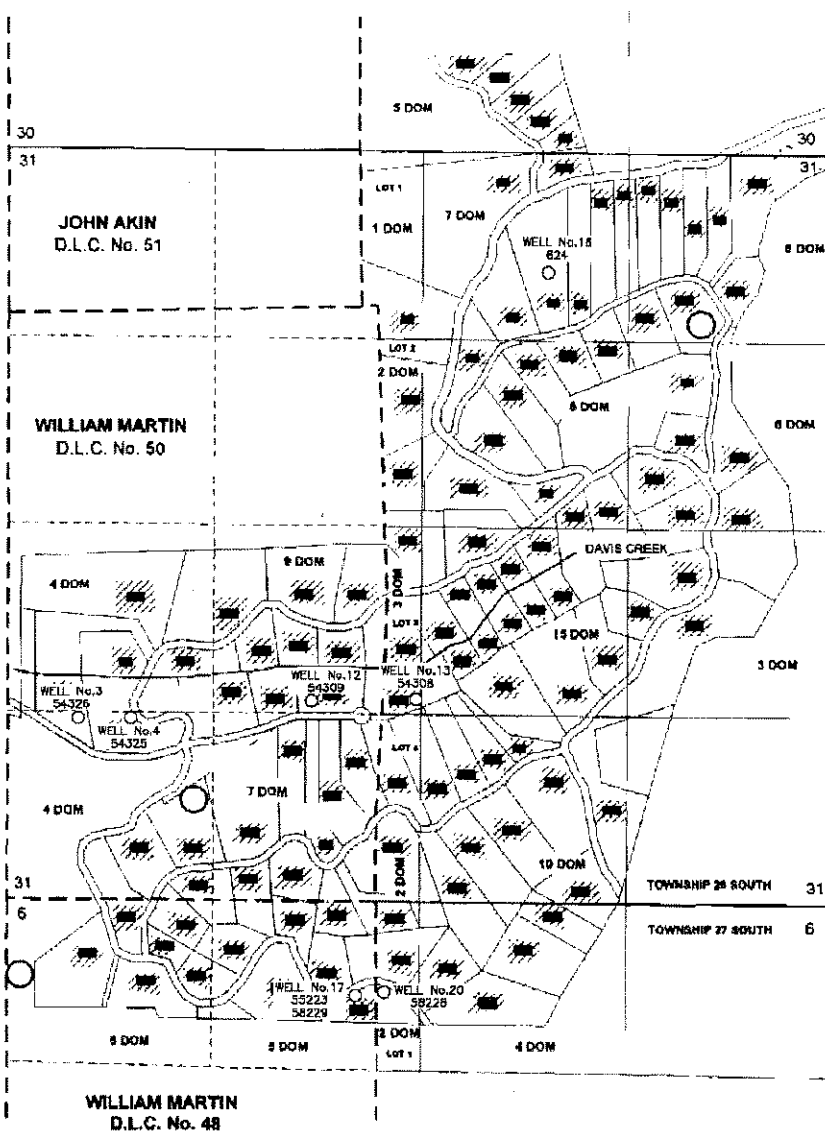 5 DOM
30
31
30
31
LOT 1
7 DOM
1 DOM
JOHN AKIN
D.L.C. No. 51
WELL No.15
624
6 DOM
LOT 2
2 DOM
6 DOM
6 DOM
WILLIAM MARTIN
D.L.C. No. 50
DAVIS CREEK
9 DOM
4 DOM
3 DOM
LOT 3
15 DOM
3 DOM
WELL No.12
54309
WELL No.13
54308
WELL No.3
54326
WELL No.4
54325
LOT 4
7 DOM
4 DOM
10 DOM
2 DOM
TOWNSHIP 26 SOUTH
31
31
6
TOWNSHIP 27 SOUTH
6
WELL No.17
55223
58229
WELL No.20
58228
6 DOM
5 DOM
2 DOM
LOT 1
4 DOM
WILLIAM MARTIN
D.L.C. No. 48